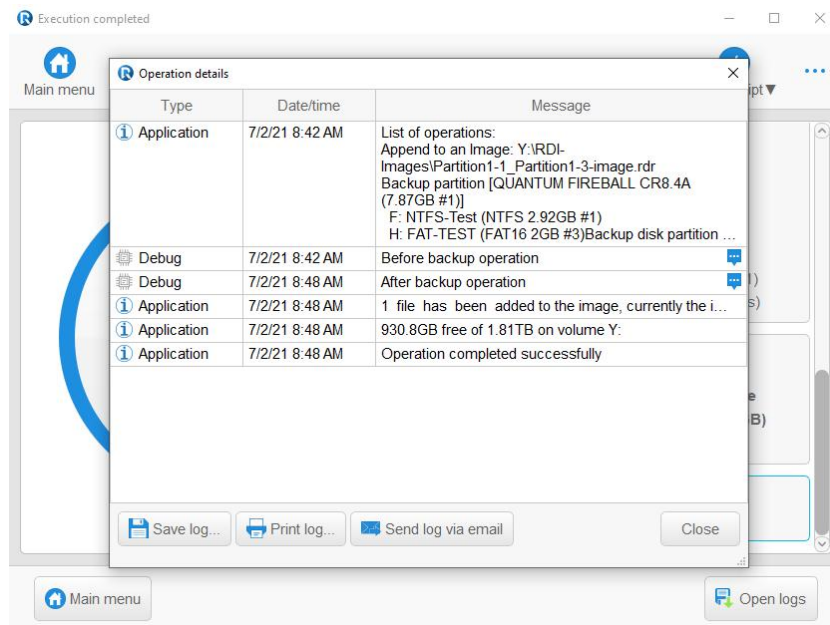 Execution completed
Main menu
ipt▼
Operation details
Type Date/time Message
Application 7/2/21 8:42 AM List of operations:
Append to an Image: Y:\RDI-
Images\Partition1-1_Partition1-3-image.rdr
Backup partition [QUANTUM FIREBALL CR8.4A
(7.87GB #1)]
F: NTFS-Test (NTFS 2.92GB #1)
H: FAT-TEST (FAT16 2GB #3)Backup disk partition ...
Debug 7/2/21 8:42 AM Before backup operation
Debug 7/2/21 8:48 AM After backup operation
1)
Application 7/2/21 8:48 AM 1 file has been added to the image, currently the i...
s)
Application 7/2/21 8:48 AM 930.8GB free of 1.81TB on volume Y:
Application 7/2/21 8:48 AM Operation completed successfully
e
B)
Save log... Print log... Send log via email Close
Main menu Open logs